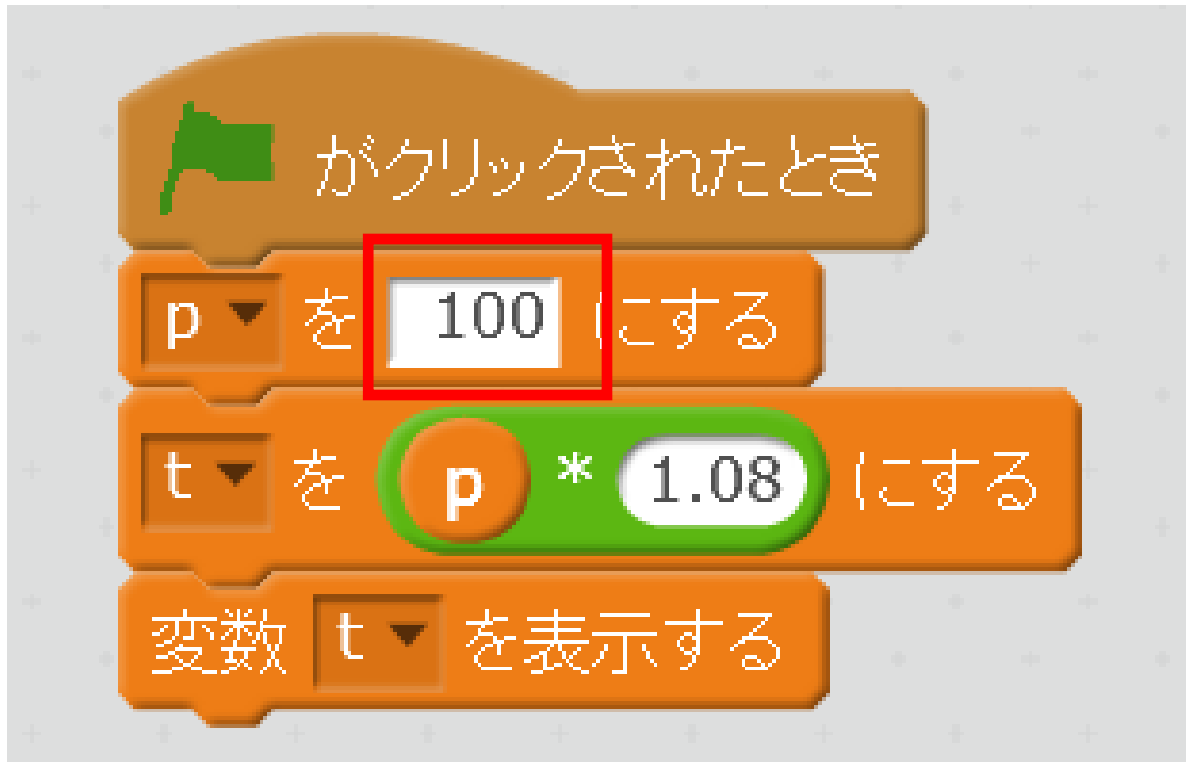 がクリックされたとき
p を 100 にする
t を p * 1.08 にする
変数 t を表示する